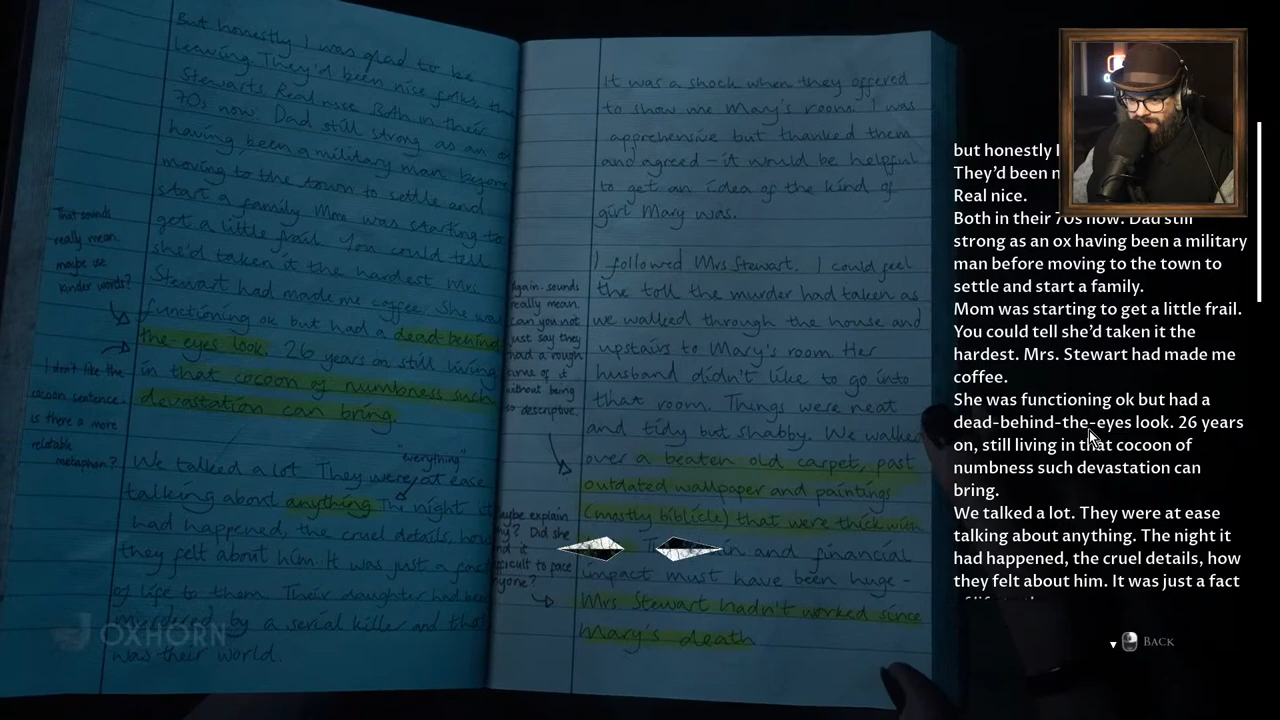 But honestly I was glad to be
leaving. They'd been nice folks, the
Stewarts. Real nice. Both in their
70s now. Dad still strong as an ox
having been a military man before
moving to the town to settle and
start a family. Mom was starting to
get a little frail. You could tell
she'd taken it the hardest. Mrs.
Stewart had made me coffee. She was
functioning ok but had a dead-behind
the-eyes look. 26 years on still living
in that cocoon of numbness such
devastation can bring.
We talked a lot. They were at ease
"everything"
talking about anything. The night it
had happened, the cruel details, how
they felt about him. It was just a fact
of life to them. Their daughter had been
murdered by a serial killer and that
was their world.
That sounds
really mean.
maybe use
kinder words?
I don't like the
cocoon sentence.
is there a more
relatable
metaphor?
It was a shock when they offered
to show me Mary's room. I was
apprehensive but thanked them
and agreed – it would be helpful
to get an idea of the kind of
girl Mary was.
I followed Mrs Stewart. I could feel
the toll the murder had taken as
we walked through the house and
upstairs to Mary's room. Her
husband didn't like to go into
that room. Things were neat
and tidy but shabby. We walked
over a beaten old carpet, past
outdated wallpaper and paintings
(mostly biblicle) that were thick with
and financial
impact must have been huge -
Mrs. Stewart hadn't worked since
Mary's death
Again. sounds
really mean.
can you not
just say they
had a rough
time of it
without being
so descriptive.
maybe explain
why? Did she
find it
difficult to face
anyone?
but honestly I
They'd been n
Real nice.
Both in their 70s now. Dad still
strong as an ox having been a military
man before moving to the town to
settle and start a family.
Mom was starting to get a little frail.
You could tell she'd taken it the
hardest. Mrs. Stewart had made me
coffee.
She was functioning ok but had a
dead-behind-the-eyes look. 26 years
on, still living in that cocoon of
numbness such devastation can
bring.
We talked a lot. They were at ease
talking about anything. The night it
had happened, the cruel details, how
they felt about him. It was just a fact
BACK
OXHORN